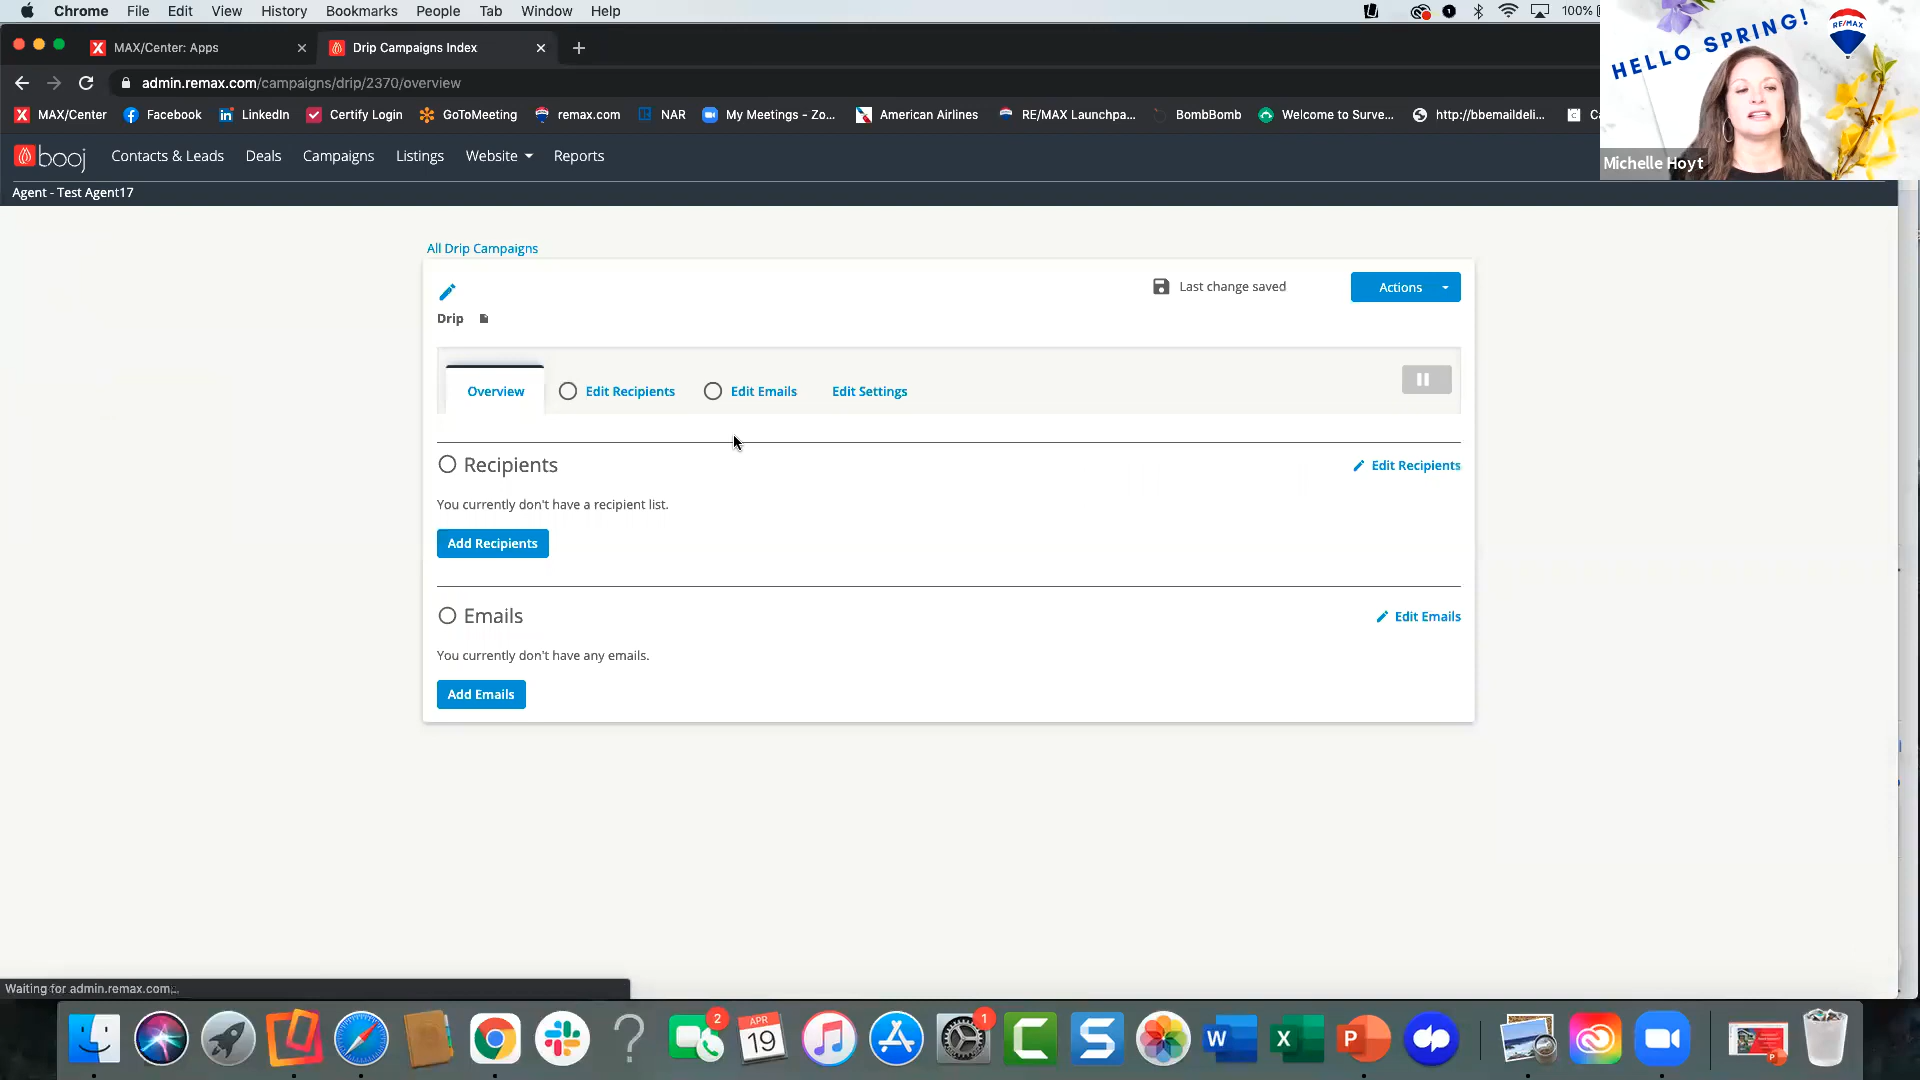 Chrome File Edit View History Bookmarks People Tab Window Help 100%
MAX/Center: Apps Drip Campaigns Index
admin.remax.com/campaigns/drip/2370/overview
MAX/Center Facebook LinkedIn Certify Login GoToMeeting remax.com NAR My Meetings - Zo... American Airlines RE/MAX Launchpa... BombBomb Welcome to Surve... http://bbemaildeli...
HELLO SPRING!
RE/MAX
Michelle Hoyt
booj Contacts & Leads Deals Campaigns Listings Website Reports
Agent - Test Agent17
All Drip Campaigns
Last change saved Actions
Drip
Overview Edit Recipients Edit Emails Edit Settings
Recipients Edit Recipients
You currently don't have a recipient list.
Add Recipients
Emails Edit Emails
You currently don't have any emails.
Add Emails
Waiting for admin.remax.com...
2 APR 19 1 C S W X P P